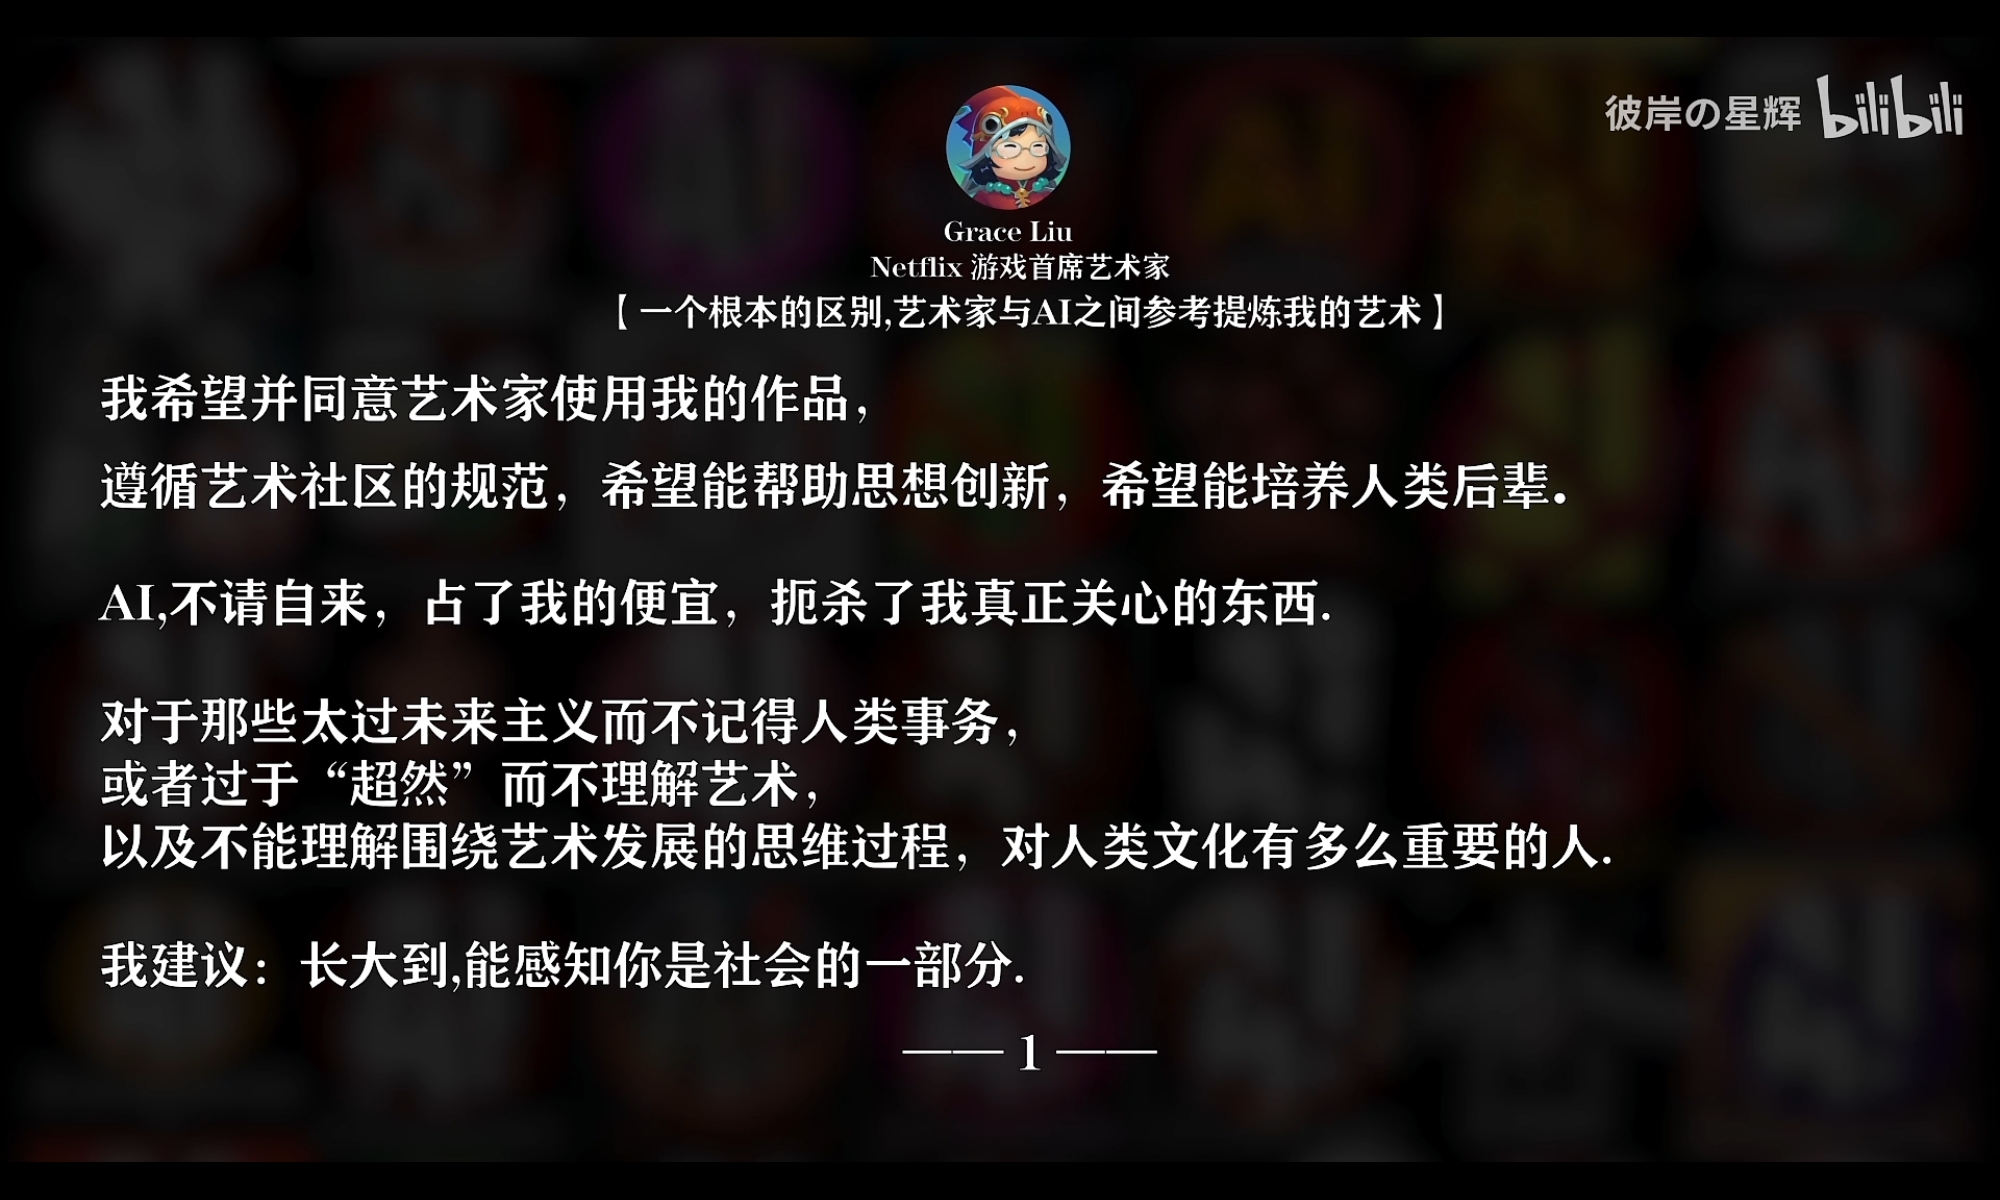 彼岸の星辉 bilibili
Grace Liu
Netflix 游戏首席艺术家
【一个根本的区别,艺术家与AI之间参考提炼我的艺术】
我希望并同意艺术家使用我的作品，
遵循艺术社区的规范，希望能帮助思想创新，希望能培养人类后辈.
AI,不请自来，占了我的便宜，扼杀了我真正关心的东西.
对于那些太过未来主义而不记得人类事务，
或者过于“超然”而不理解艺术，
以及不能理解围绕艺术发展的思维过程，对人类文化有多么重要的人.
我建议：长大到,能感知你是社会的一部分.
—— 1 ——